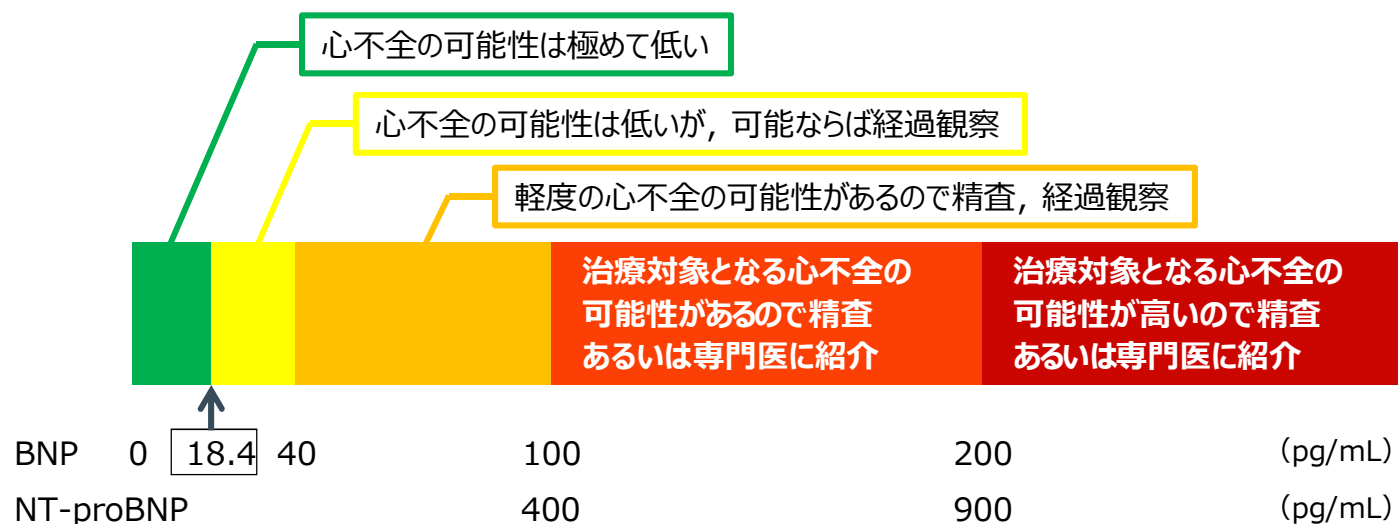 心不全の可能性は極めて低い
心不全の可能性は低いが, 可能ならば経過観察
軽度の心不全の可能性があるので精査, 経過観察
治療対象となる心不全の
可能性があるので精査
あるいは専門医に紹介
治療対象となる心不全の
可能性が高いので精査
あるいは専門医に紹介
BNP 0 18.4 40 100 200 (pg/mL)
NT-proBNP 400 900 (pg/mL)